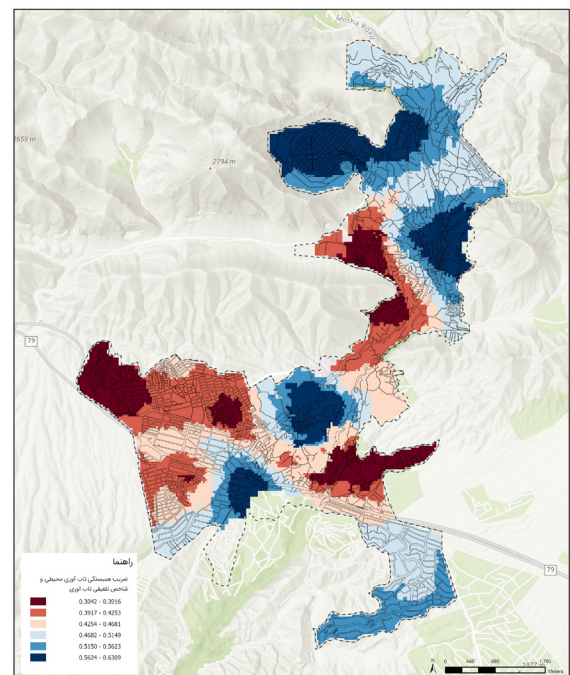 Mosha Road
2659 m
2794 m
79
79
راهنما
ضریب همبستگی تاب آوری محیطی و
شاخص تلفیقی تاب آوری
0.3042 - 0.3916
0.3917 - 0.4253
0.4254 - 0.4681
0.4682 - 0.5149
0.5150 - 0.5623
0.5624 - 0.6309
N
0 440 880 1,760
Meters